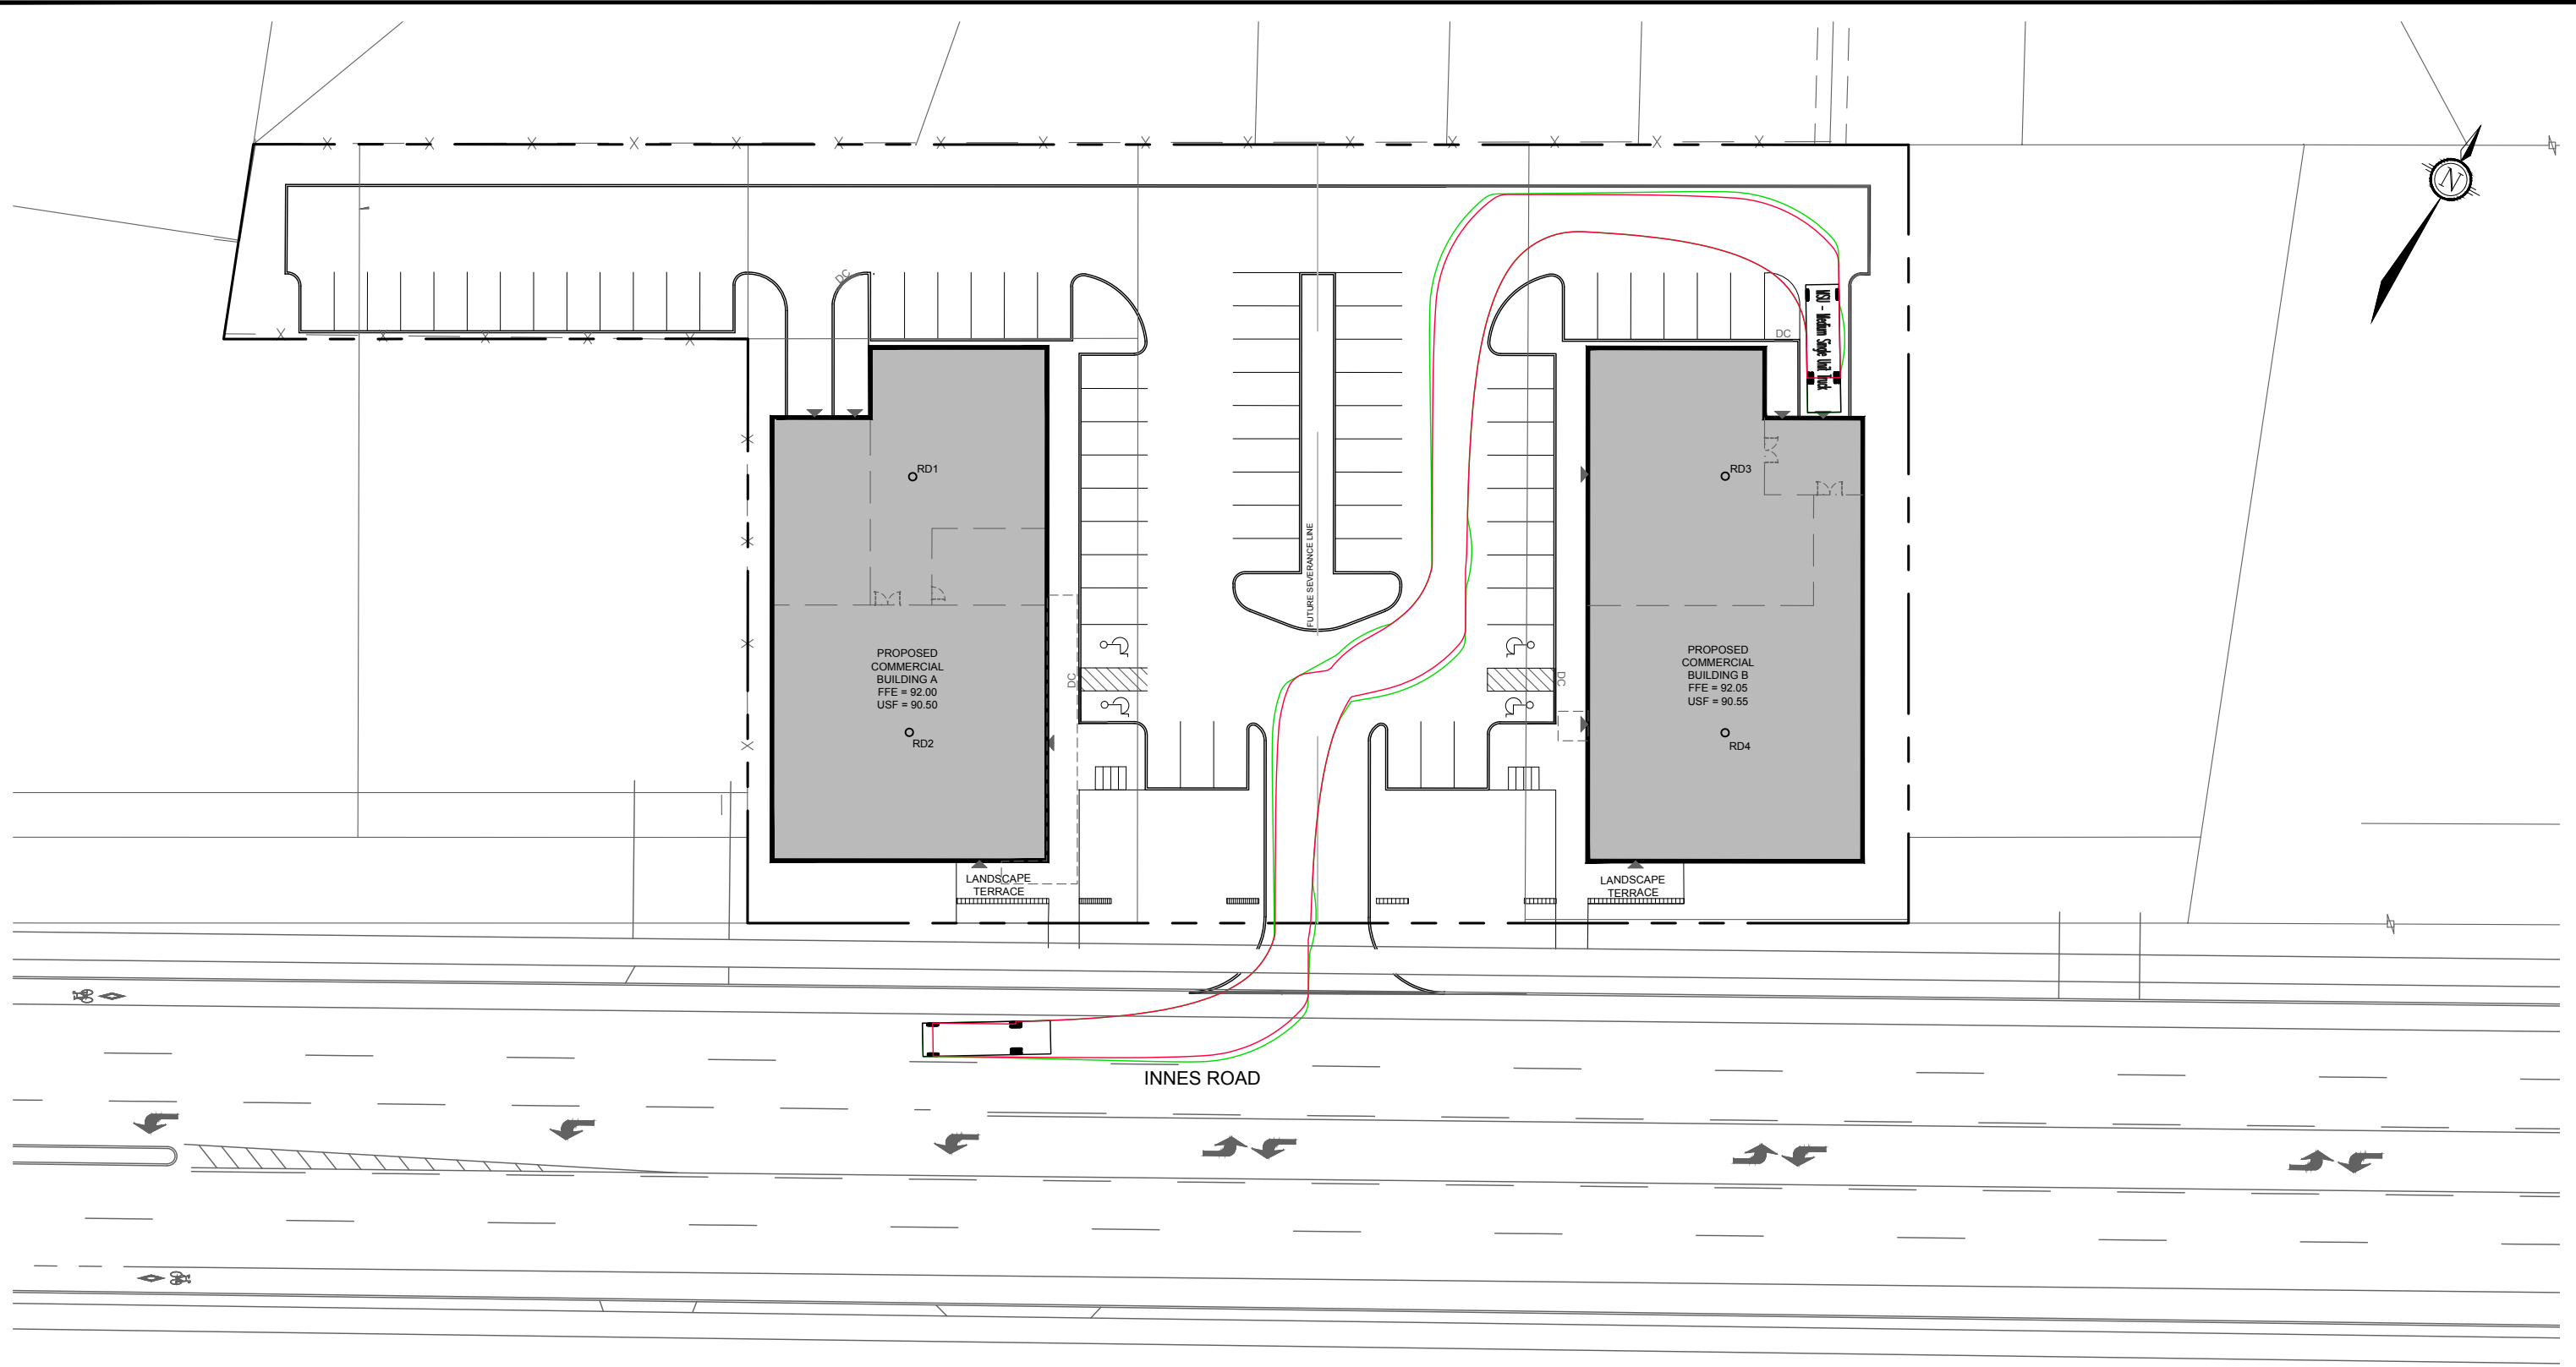 N
DC
DC
MSU - Medium Single Unit Truck
RD1
RD3
FUTURE SEVERANCE LINE
PROPOSED
COMMERCIAL
BUILDING A
FFE = 92.00
USF = 90.50
DC
DC
PROPOSED
COMMERCIAL
BUILDING B
FFE = 92.05
USF = 90.55
RD2
RD4
LANDSCAPE
TERRACE
LANDSCAPE
TERRACE
INNES ROAD